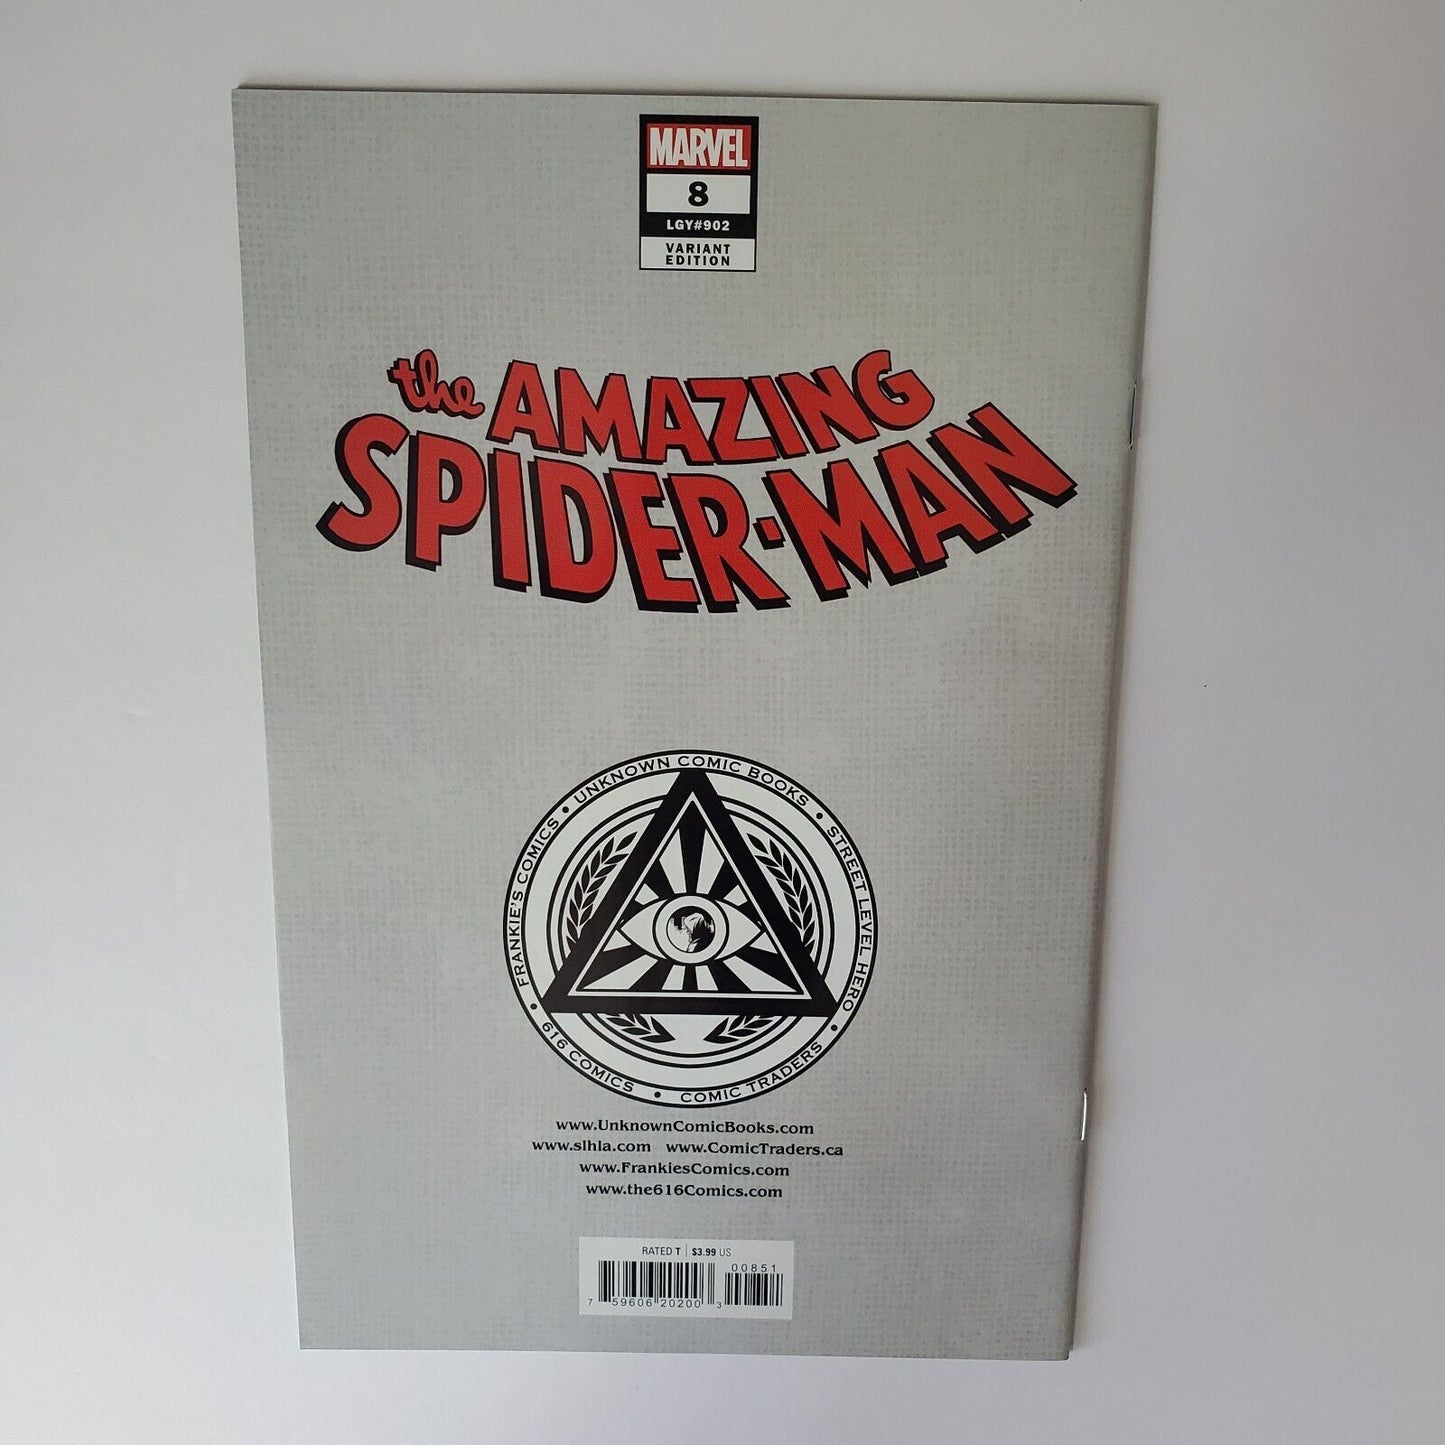 MARVEL
8
LGY#902
VARIANT
EDITION
the AMAZING
SPIDER-MAN
FRANKIE'S COMICS • UNKNOWN COMIC BOOKS • STREET LEVEL HERO • COMIC TRADERS • 616 COMICS •
www.UnknownComicBooks.com
www.slhla.com www.ComicTraders.ca
www.FrankiesComics.com
www.the616Comics.com
RATED T | $3.99 US
00851
7 59606 20200 3